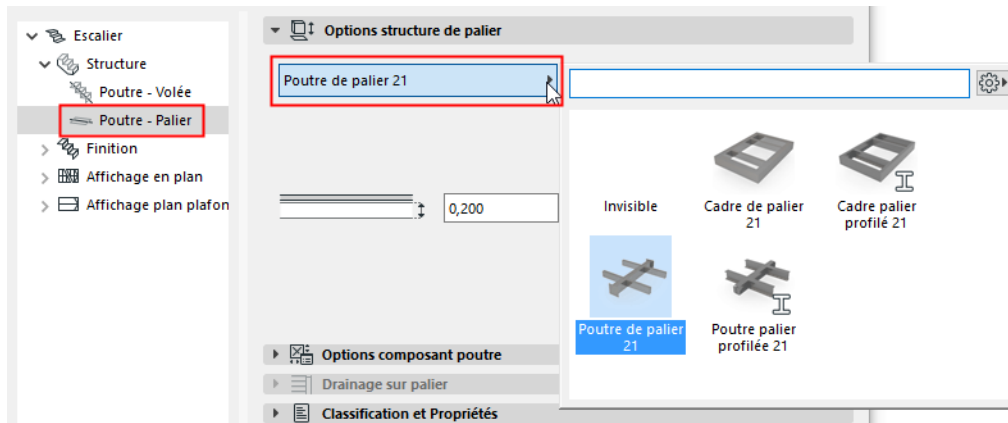 Escalier
Structure
Poutre - Volée
Poutre - Palier
Finition
Affichage en plan
Affichage plan plafon
Options structure de palier
Poutre de palier 21
0,200
Invisible
Cadre de palier
21
Cadre palier
profilé 21
Poutre de palier
21
Poutre palier
profilée 21
Options composant poutre
Drainage sur palier
Classification et Propriétés